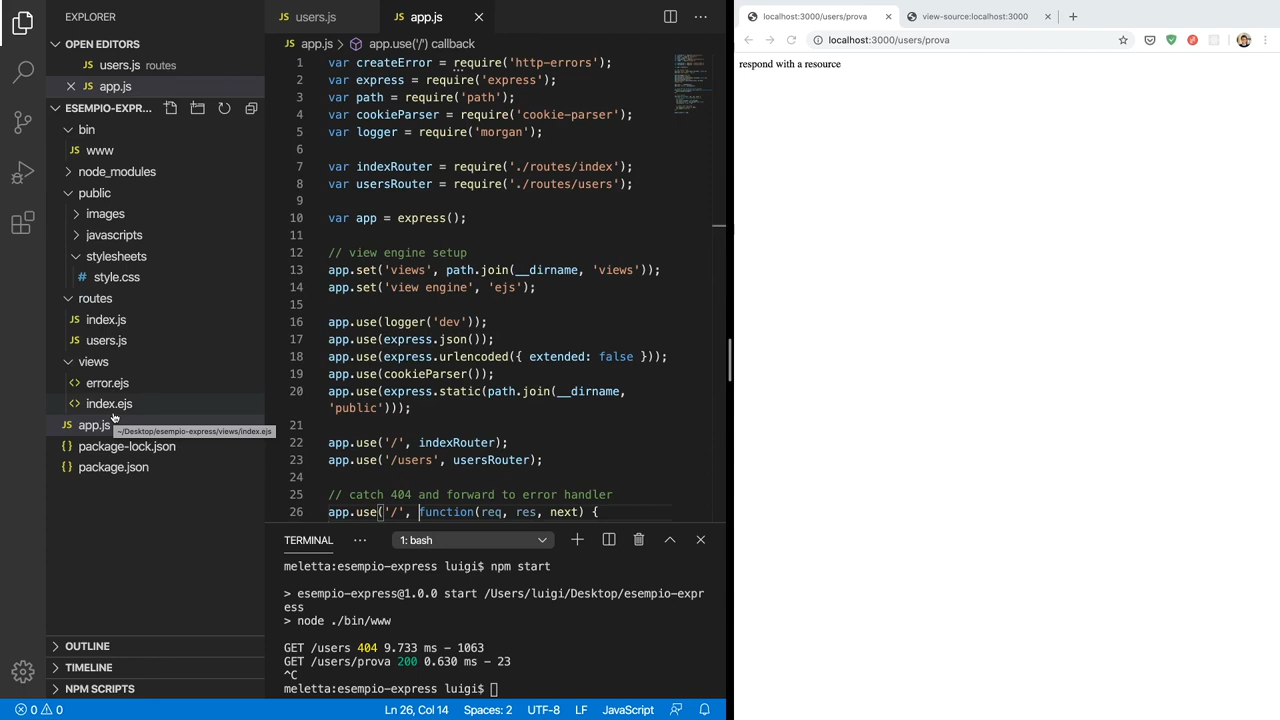 EXPLORER
OPEN EDITORS
users.js routes
app.js
ESEMPIO-EXPR...
bin
www
node_modules
public
images
javascripts
stylesheets
# style.css
routes
JS index.js
JS users.js
views
<> error.ejs
<> index.ejs
JS app.js
~/Desktop/esempio-express/views/index.ejs
{} package-lock.json
{} package.json
OUTLINE
TIMELINE
NPM SCRIPTS
JS users.js
JS app.js
JS app.js > app.use('/') callback
1 var createError = require('http-errors');
2 var express = require('express');
3 var path = require('path');
4 var cookieParser = require('cookie-parser');
5 var logger = require('morgan');
6
7 var indexRouter = require('./routes/index');
8 var usersRouter = require('./routes/users');
9
10 var app = express();
11
12 // view engine setup
13 app.set('views', path.join(__dirname, 'views'));
14 app.set('view engine', 'ejs');
15
16 app.use(logger('dev'));
17 app.use(express.json());
18 app.use(express.urlencoded({ extended: false }));
19 app.use(cookieParser());
20 app.use(express.static(path.join(__dirname,
'public')));
21
22 app.use('/', indexRouter);
23 app.use('/users', usersRouter);
24
25 // catch 404 and forward to error handler
26 app.use('/', function(req, res, next) {
TERMINAL ... 1: bash
meletta:esempio-express luigi$ npm start
> esempio-express@1.0.0 start /Users/luigi/Desktop/esempio-expr
ess
> node ./bin/www
GET /users 404 9.733 ms - 1063
GET /users/prova 200 0.630 ms - 23
^C
meletta:esempio-express luigi$
0 0
Ln 26, Col 14 Spaces: 2 UTF-8 LF JavaScript
localhost:3000/users/prova
view-source:localhost:3000
localhost:3000/users/prova
respond with a resource